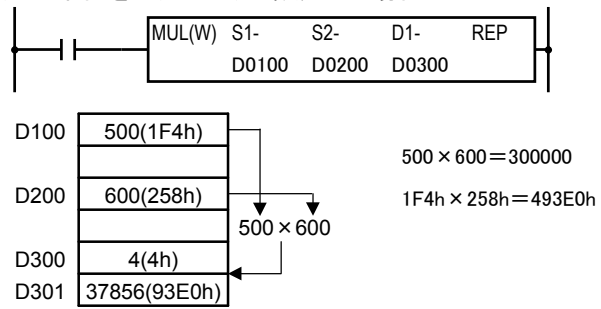 MUL(W) S1- S2- D1- REP
D0100 D0200 D0300
D100 500(1F4h)
500×600=300000
D200 600(258h)
1F4h×258h=493E0h
500×600
D300 4(4h)
D301 37856(93E0h)